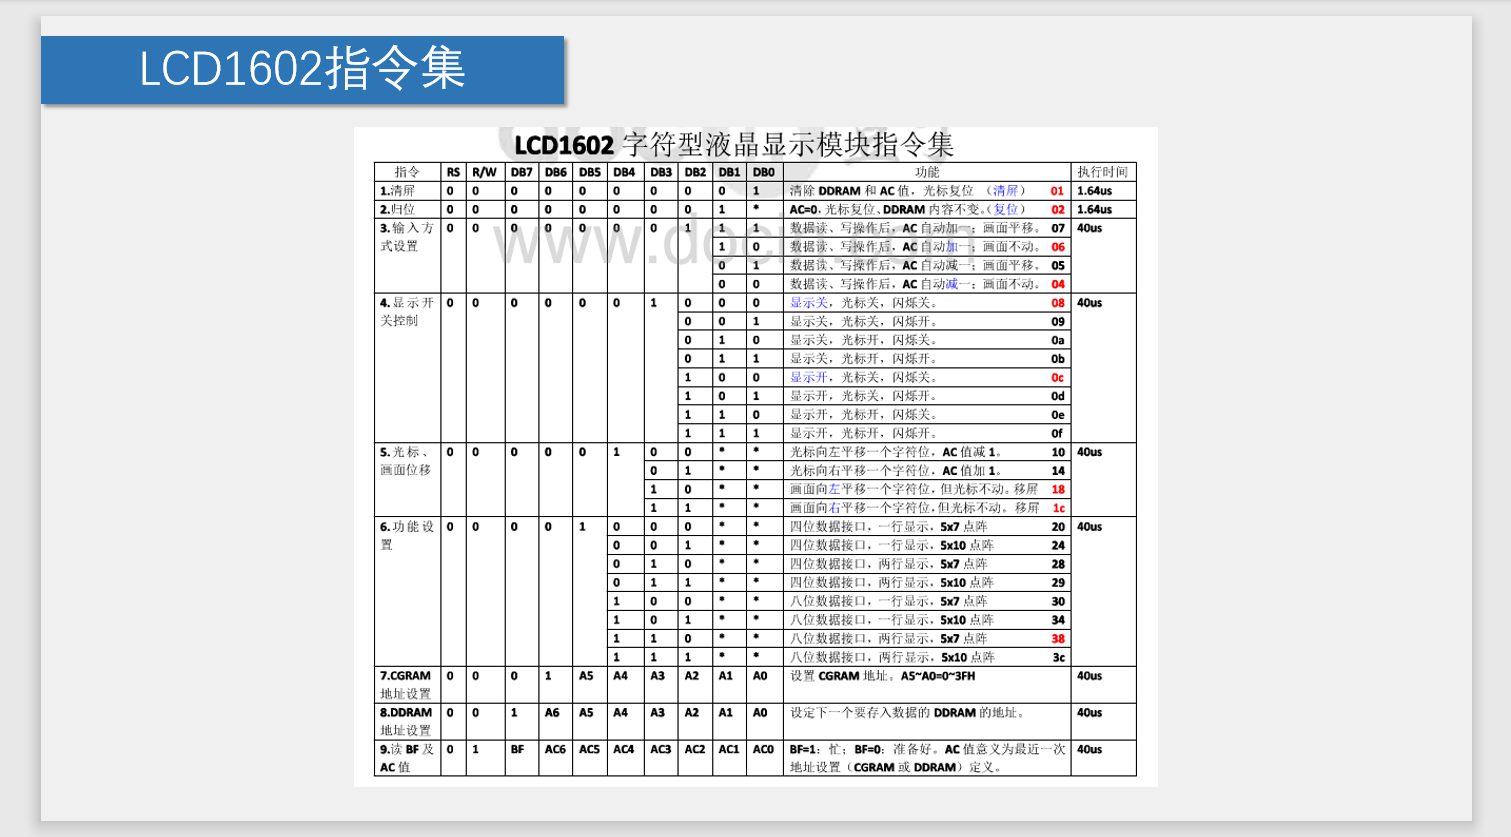 LCD1602指令集
LCD1602 字符型液晶显示模块指令集
指令 RS R/W DB7 DB6 DB5 DB4 DB3 DB2 DB1 DB0 功能 执行时间
1.清屏 0 0 0 0 0 0 0 0 0 1 清除 DDRAM 和 AC 值，光标复位 （清屏） 01 1.64us
2.归位 0 0 0 0 0 0 0 0 1 * AC=0，光标复位、DDRAM 内容不变。（复位） 02 1.64us
3.输入方 0 0 0 0 0 0 0 1 1 1 数据读、写操作后，AC 自动加一；画面平移。 07 40us
式设置 1 0 数据读、写操作后，AC 自动加一；画面不动。 06
0 1 数据读、写操作后，AC 自动减一；画面平移。 05
0 0 数据读、写操作后，AC 自动减一；画面不动。 04
www.docin.com
4.显示开 0 0 0 0 0 0 1 0 0 0 显示关，光标关，闪烁关。 08 40us
关控制 0 0 1 显示关，光标关，闪烁开。 09
0 1 0 显示关，光标开，闪烁关。 0a
0 1 1 显示关，光标开，闪烁开。 0b
1 0 0 显示开，光标关，闪烁关。 0c
1 0 1 显示开，光标关，闪烁开。 0d
1 1 0 显示开，光标开，闪烁关。 0e
1 1 1 显示开，光标开，闪烁开。 0f
5.光标、 0 0 0 0 0 1 0 0 * * 光标向左平移一个字符位，AC 值减 1。 10 40us
画面位移 0 1 * * 光标向右平移一个字符位，AC 值加 1。 14
1 0 * * 画面向左平移一个字符位，但光标不动。移屏 18
1 1 * * 画面向右平移一个字符位，但光标不动。移屏 1c
6.功能设 0 0 0 0 1 0 0 0 * * 四位数据接口，一行显示，5x7 点阵 20 40us
置 0 0 1 * * 四位数据接口，一行显示，5x10 点阵 24
0 1 0 * * 四位数据接口，两行显示，5x7 点阵 28
0 1 1 * * 四位数据接口，两行显示，5x10 点阵 29
1 0 0 * * 八位数据接口，一行显示，5x7 点阵 30
1 0 1 * * 八位数据接口，一行显示，5x10 点阵 34
1 1 0 * * 八位数据接口，两行显示，5x7 点阵 38
1 1 1 * * 八位数据接口，两行显示，5x10 点阵 3c
7.CGRAM 0 0 0 1 A5 A4 A3 A2 A1 A0 设置 CGRAM 地址。A5~A0=0~3FH 40us
地址设置
8.DDRAM 0 0 1 A6 A5 A4 A3 A2 A1 A0 设定下一个要存入数据的 DDRAM 的地址。 40us
地址设置
9.读 BF 及 0 1 BF AC6 AC5 AC4 AC3 AC2 AC1 AC0 BF=1：忙；BF=0：准备好。AC 值意义为最近一次 40us
AC 值 地址设置（CGRAM 或 DDRAM）定义。